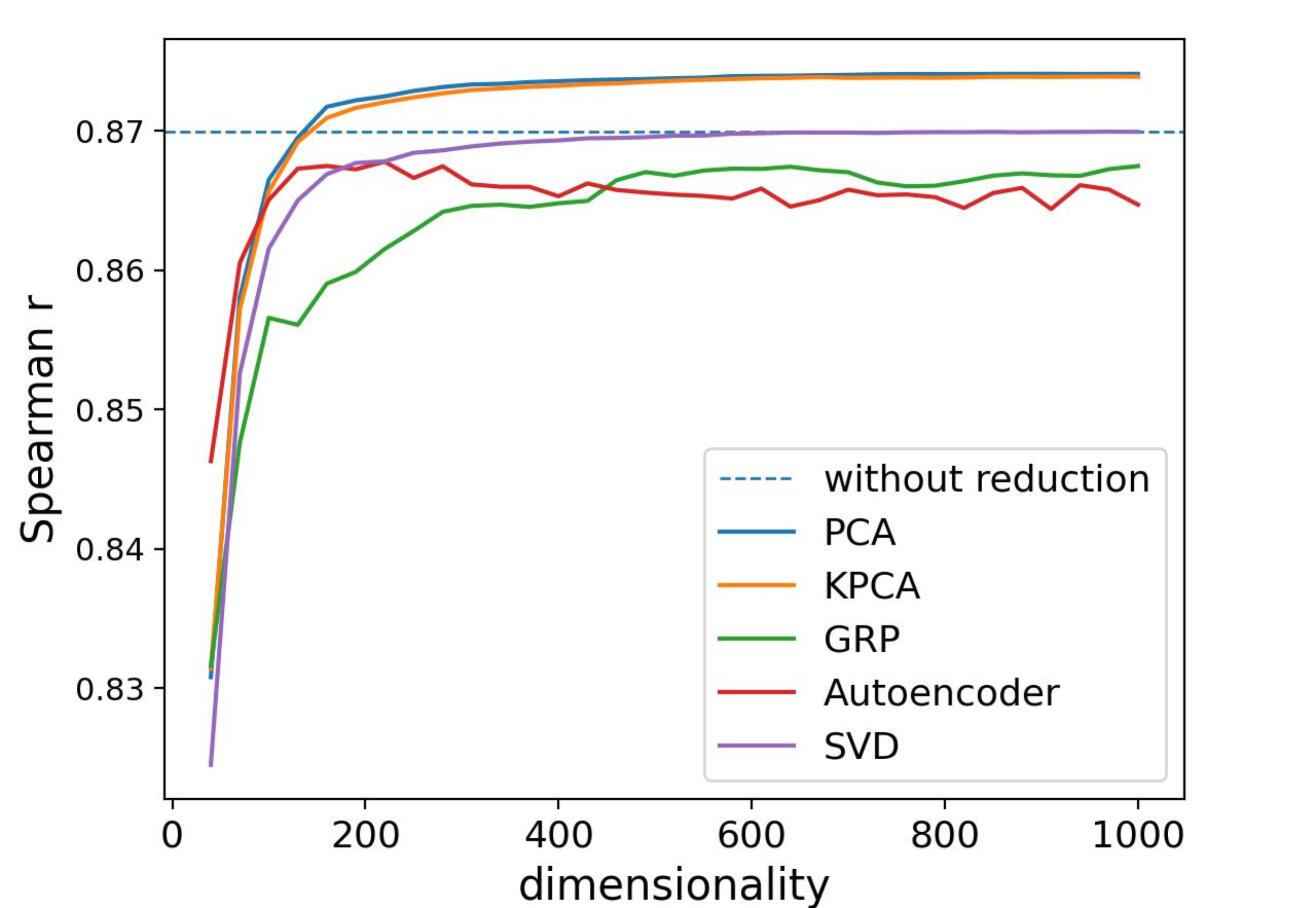 Spearman r
0.87
0.86
0.85
0.84
0.83
without reduction
PCA
KPCA
GRP
Autoencoder
SVD
0 200 400 600 800 1000
dimensionality